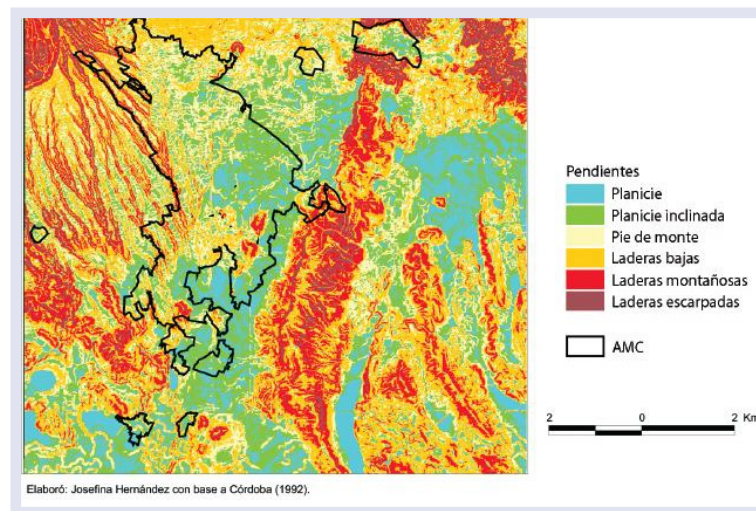 Pendientes
Planicie
Planicie inclinada
Pie de monte
Laderas bajas
Laderas montañosas
Laderas escarpadas
AMC
2 0 2 Km
Elaboró: Josefina Hernández con base a Córdoba (1992).